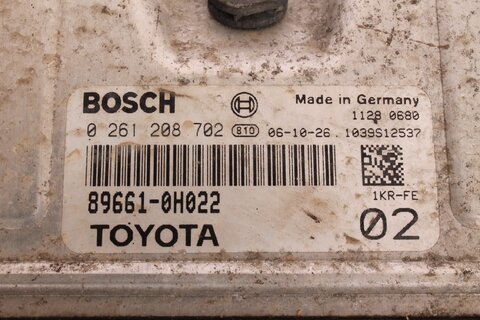 BOSCH Made in Germany
1128 0680
0 261 208 702 810 06-10-26. 1039S12537
89661-0H022 1KR-FE
TOYOTA 02